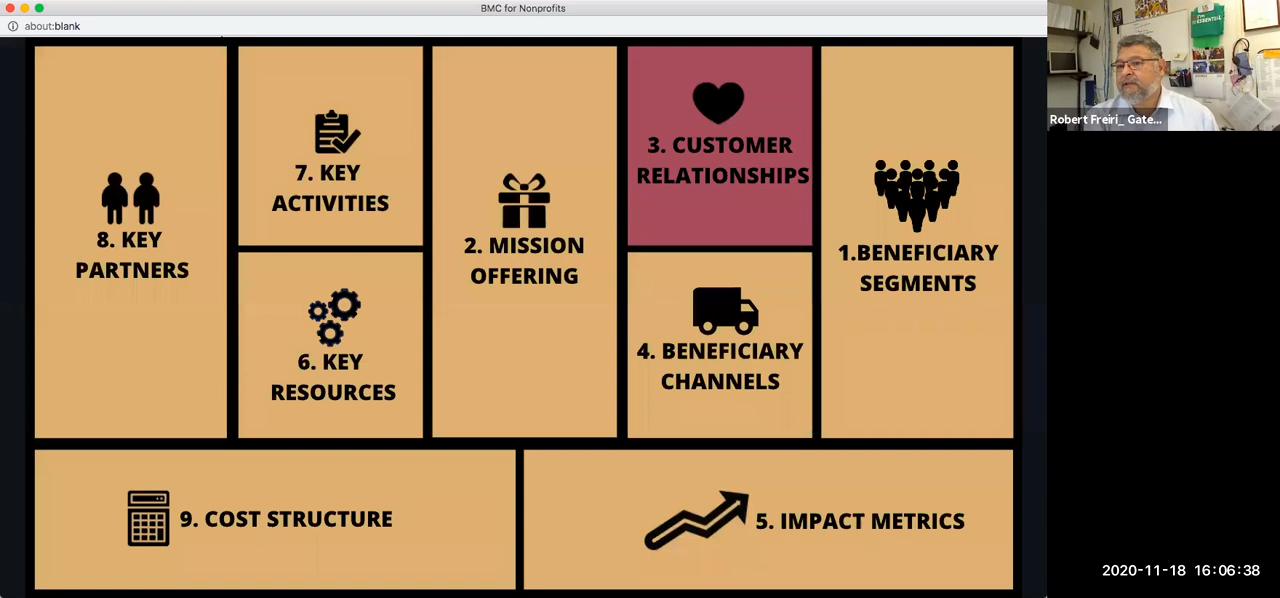 BMC for Nonprofits
about:blank
8. KEY
PARTNERS
7. KEY
ACTIVITIES
6. KEY
RESOURCES
2. MISSION
OFFERING
3. CUSTOMER
RELATIONSHIPS
4. BENEFICIARY
CHANNELS
1.BENEFICIARY
SEGMENTS
9. COST STRUCTURE
5. IMPACT METRICS
Robert Freiri_ Gate...
2020-11-18 16:06:38